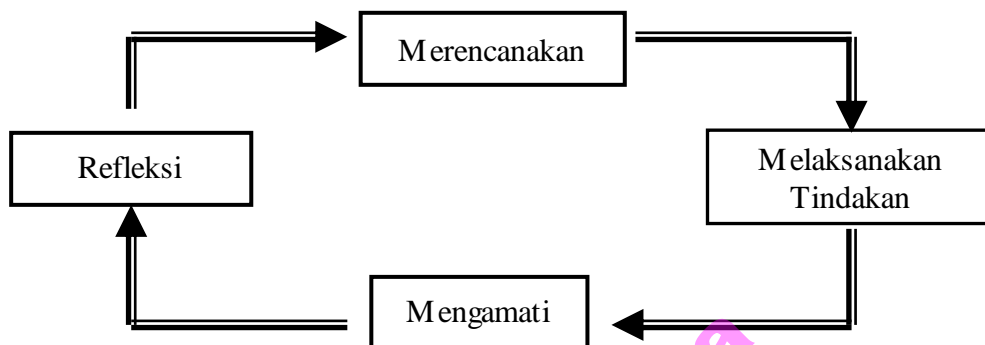 Merencanakan
Refleksi
Melaksanakan
Tindakan
Mengamati